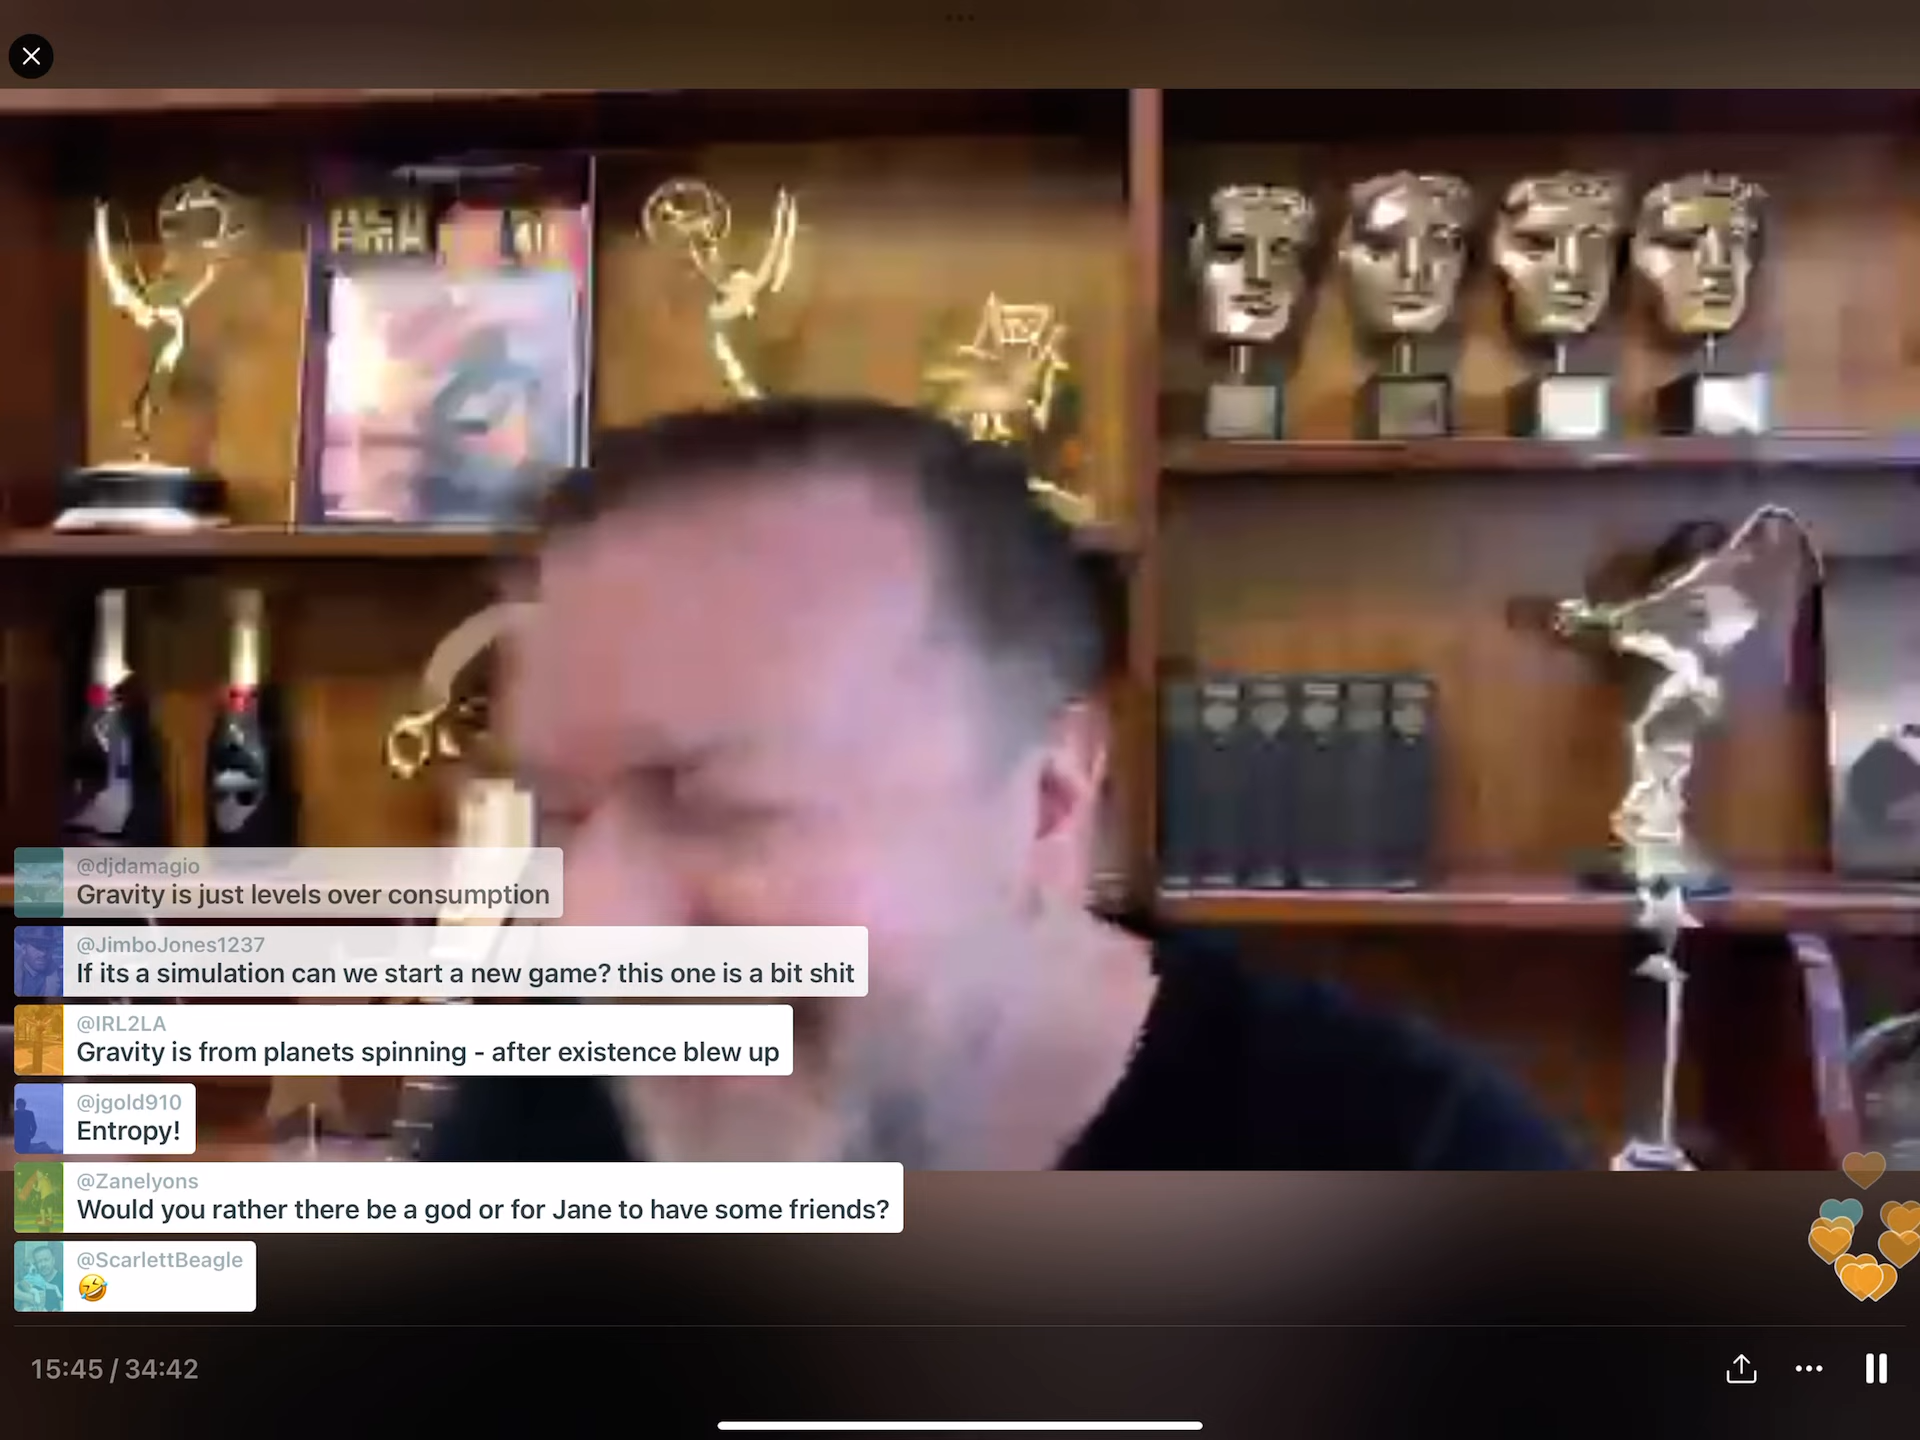 @djdamagio
Gravity is just levels over consumption
@JimboJones1237
If its a simulation can we start a new game? this one is a bit shit
@IRL2LA
Gravity is from planets spinning - after existence blew up
@jgold910
Entropy!
@Zanelyons
Would you rather there be a god or for Jane to have some friends?
@ScarlettBeagle
🤣
15:45 / 34:42